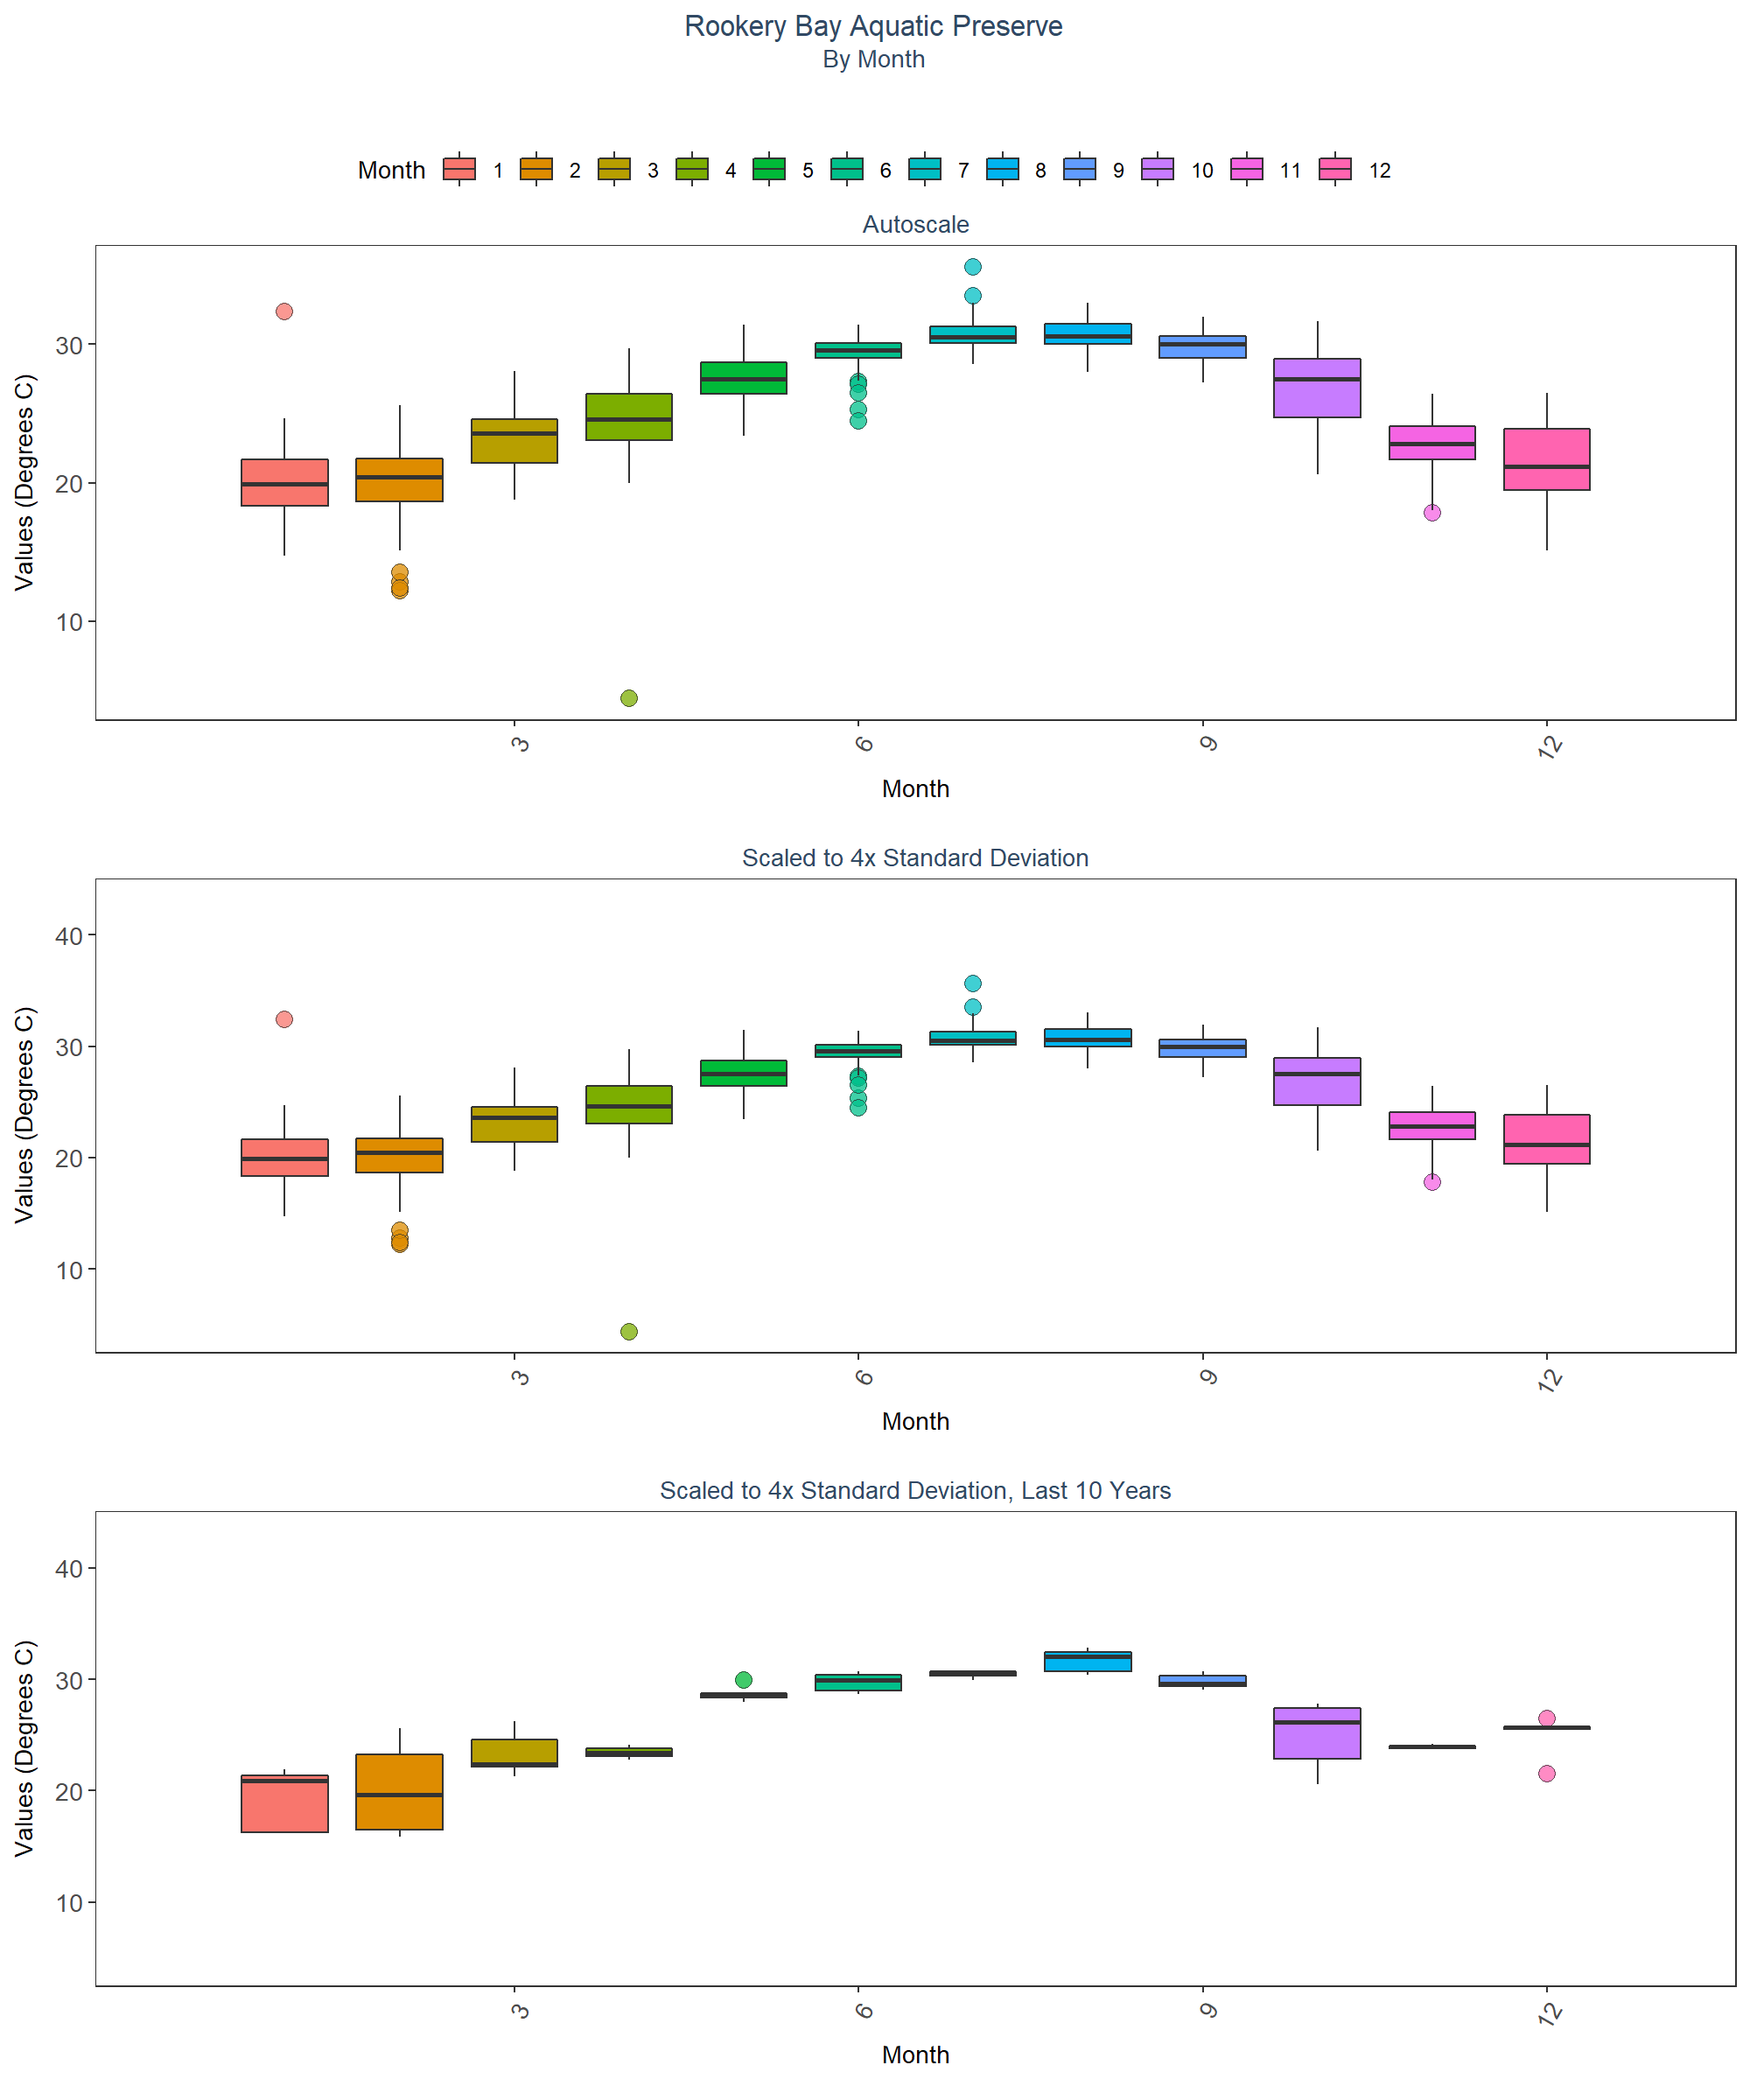 Rookery Bay Aquatic Preserve
By Month
Month 1 2 3 4 5 6 7 8 9 10 11 12
Autoscale
Values (Degrees C)
30
20
10
3 6 9 12
Month
Scaled to 4x Standard Deviation
Values (Degrees C)
40
30
20
10
3 6 9 12
Month
Scaled to 4x Standard Deviation, Last 10 Years
Values (Degrees C)
40
30
20
10
3 6 9 12
Month